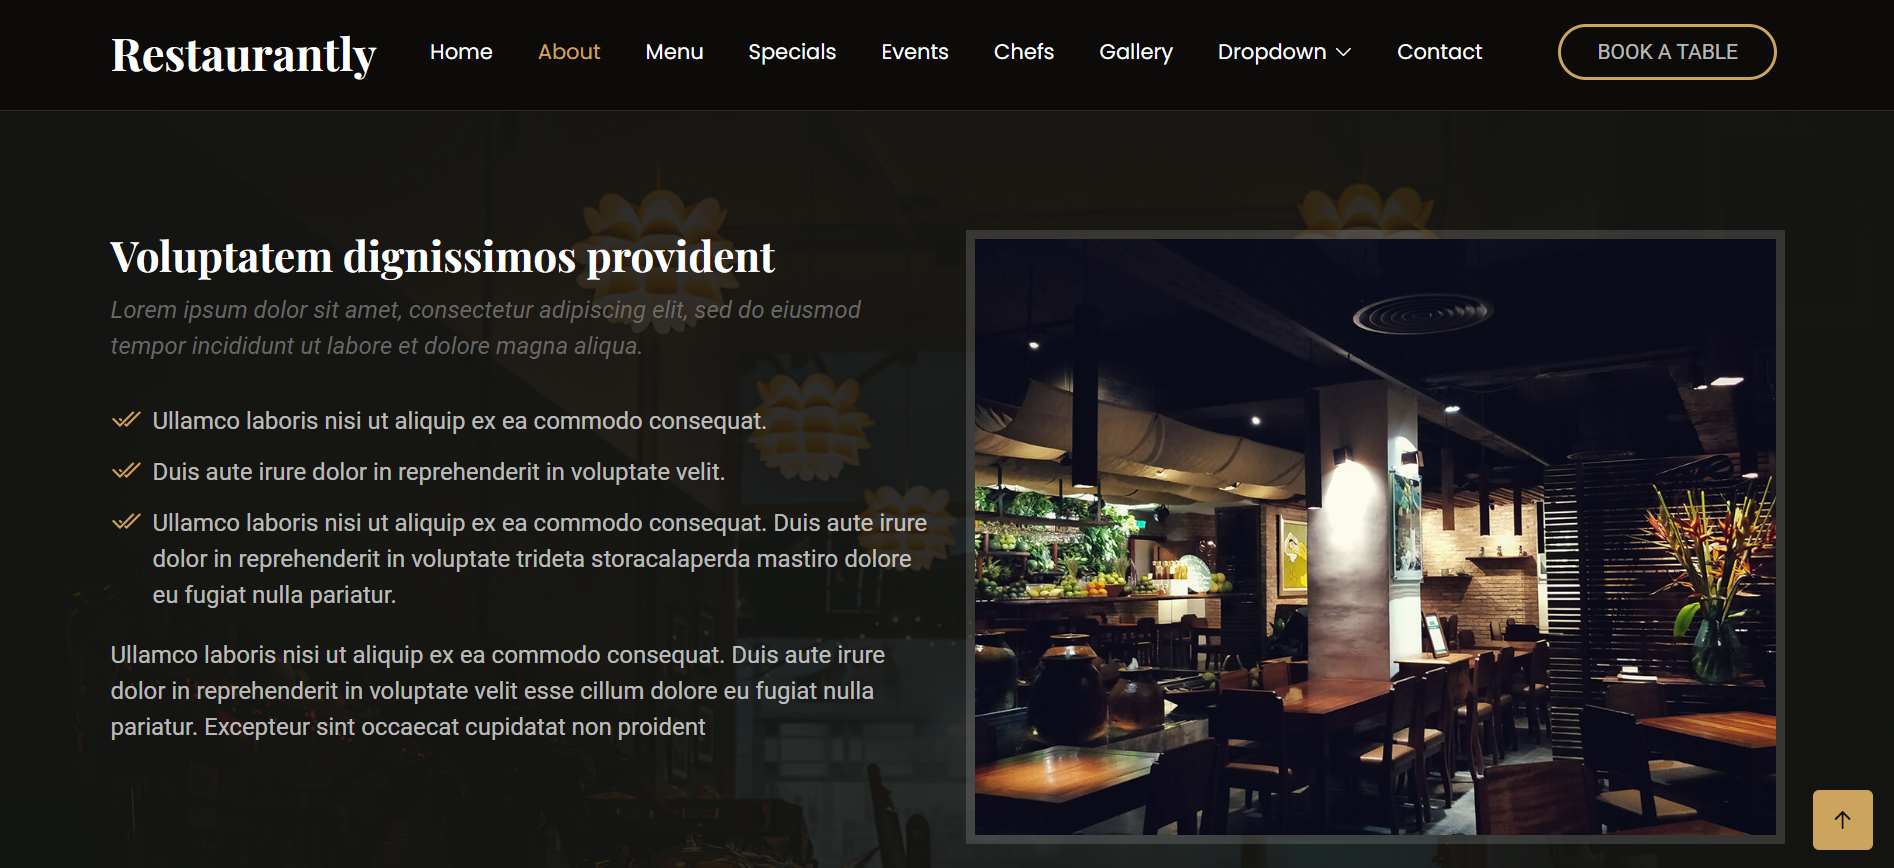 Restaurantly
Home About Menu Specials Events Chefs Gallery Dropdown Contact
BOOK A TABLE
Voluptatem dignissimos provident
Lorem ipsum dolor sit amet, consectetur adipiscing elit, sed do eiusmod
tempor incididunt ut labore et dolore magna aliqua.
Ullamco laboris nisi ut aliquip ex ea commodo consequat.
Duis aute irure dolor in reprehenderit in voluptate velit.
Ullamco laboris nisi ut aliquip ex ea commodo consequat. Duis aute irure
dolor in reprehenderit in voluptate trideta storacalaperda mastiro dolore
eu fugiat nulla pariatur.
Ullamco laboris nisi ut aliquip ex ea commodo consequat. Duis aute irure
dolor in reprehenderit in voluptate velit esse cillum dolore eu fugiat nulla
pariatur. Excepteur sint occaecat cupidatat non proident